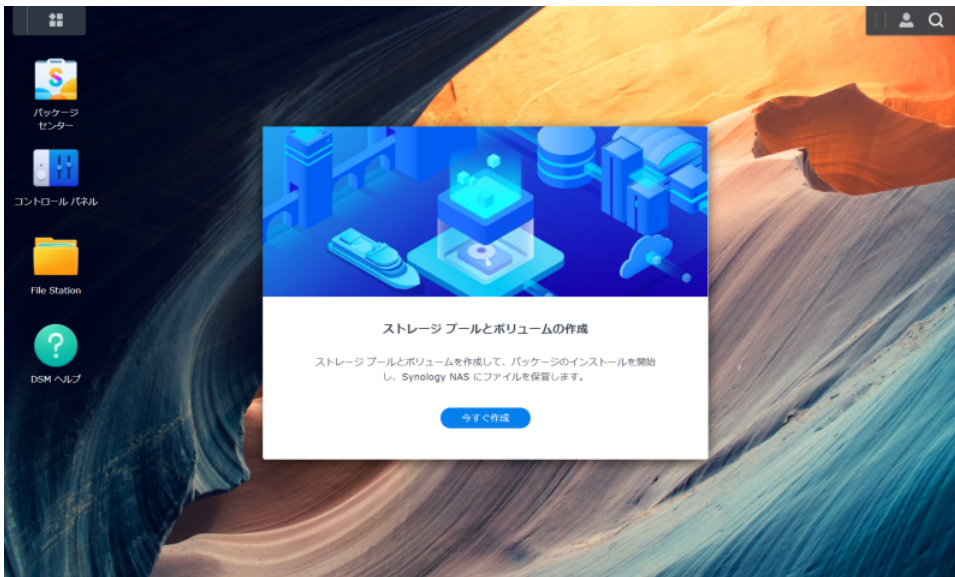 パッケージ
センター
コントロール パネル
File Station
DSM ヘルプ
ストレージ プールとボリュームの作成
ストレージ プールとボリュームを作成して、パッケージのインストールを開始
し、Synology NAS にファイルを保管します。
今すぐ作成